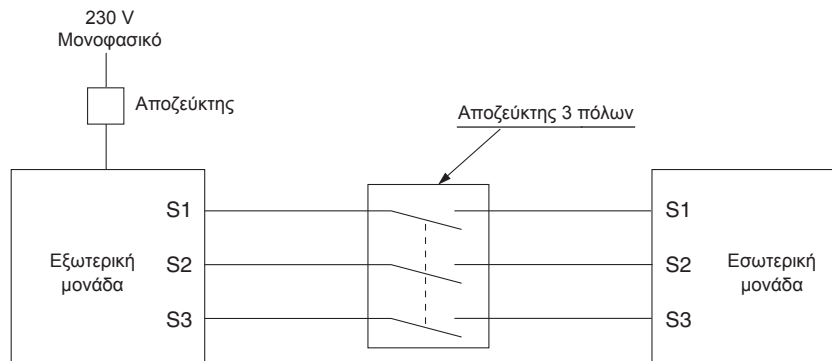 230 V
Μονοφασικό
Αποζεύκτης
Αποζεύκτης 3 πόλων
S1
S1
Εξωτερική
μονάδα
S2
S2
Εσωτερική
μονάδα
S3
S3